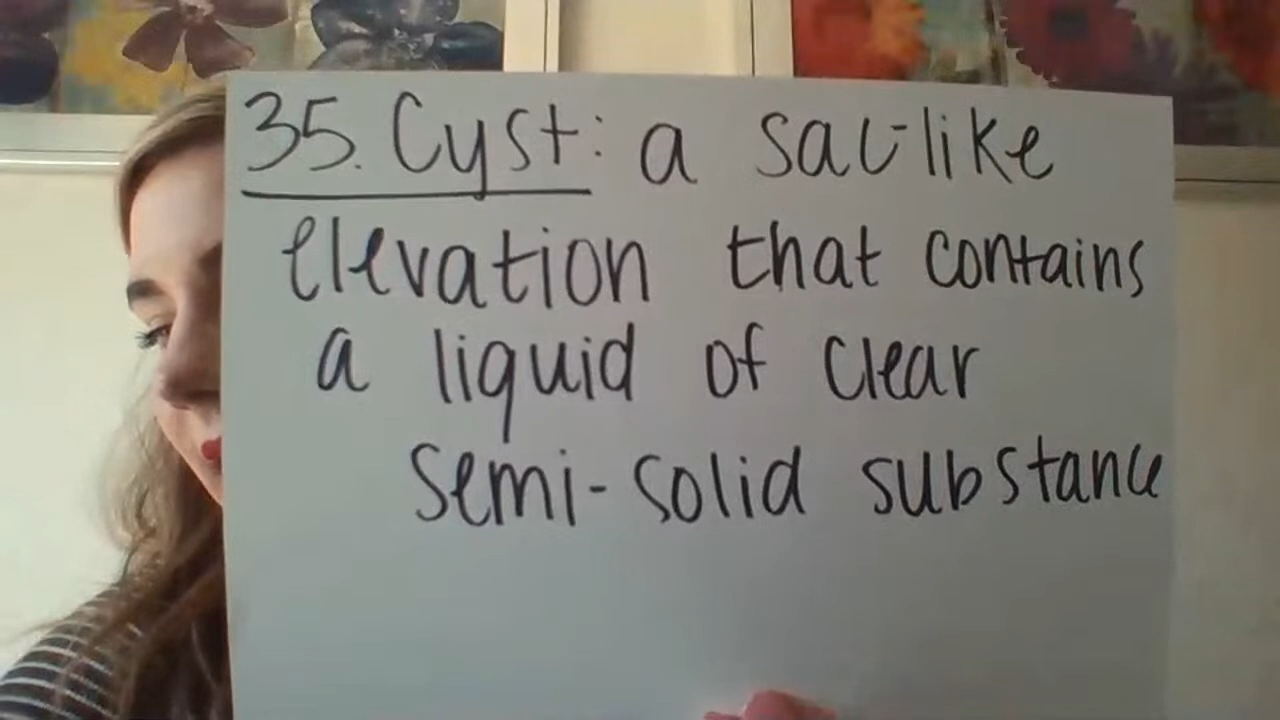 35. Cyst: a sac-like
elevation that contains
a liquid of clear
semi-solid substance